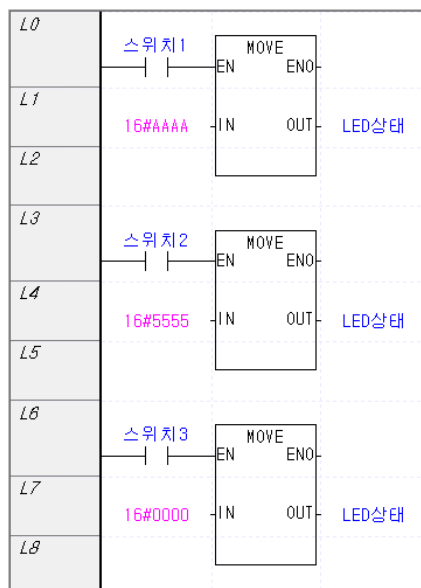 L0
스위치1
MOVE
EN ENO
L1
16#AAAA IN OUT LED상태
L2
L3
스위치2
MOVE
EN ENO
L4
16#5555 IN OUT LED상태
L5
L6
스위치3
MOVE
EN ENO
L7
16#0000 IN OUT LED상태
L8